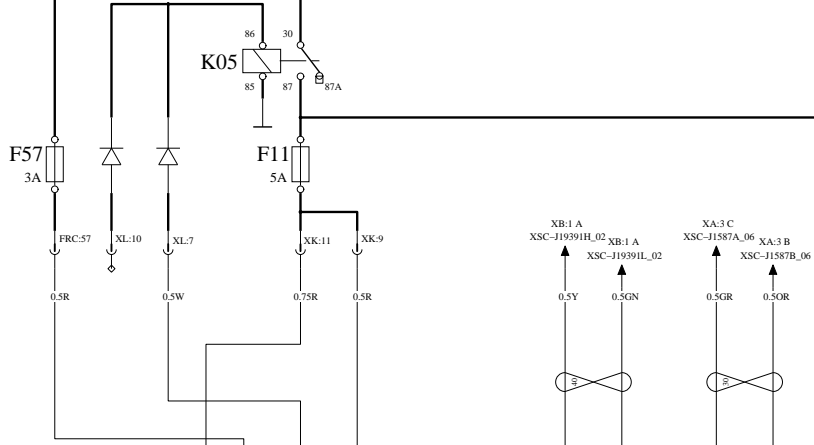 86
30
K05
85
87
87A
F57
3A
F11
5A
FRC:57
XL:10
XL:7
XK:11
XK:9
XB:1 A
XSC–J19391H_02
XB:1 A
XSC–J19391L_02
XA:3 C
XSC–J1587A_06
XA:3 B
XSC–J1587B_06
0.5R
0.5W
0.75R
0.5R
0.5Y
0.5GN
0.5GR
0.5OR
40
30